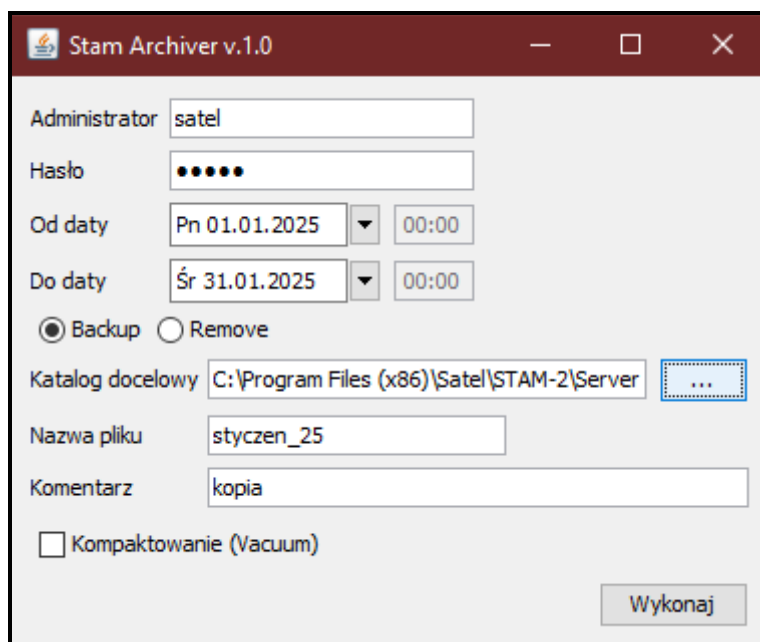 Stam Archiver v.1.0
Administrator satel
Hasło •••••
Od daty Pn 01.01.2025 00:00
Do daty Śr 31.01.2025 00:00
Backup Remove
Katalog docelowy C:\Program Files (x86)\Satel\STAM-2\Server ...
Nazwa pliku styczen_25
Komentarz kopia
Kompaktowanie (Vacuum)
Wykonaj